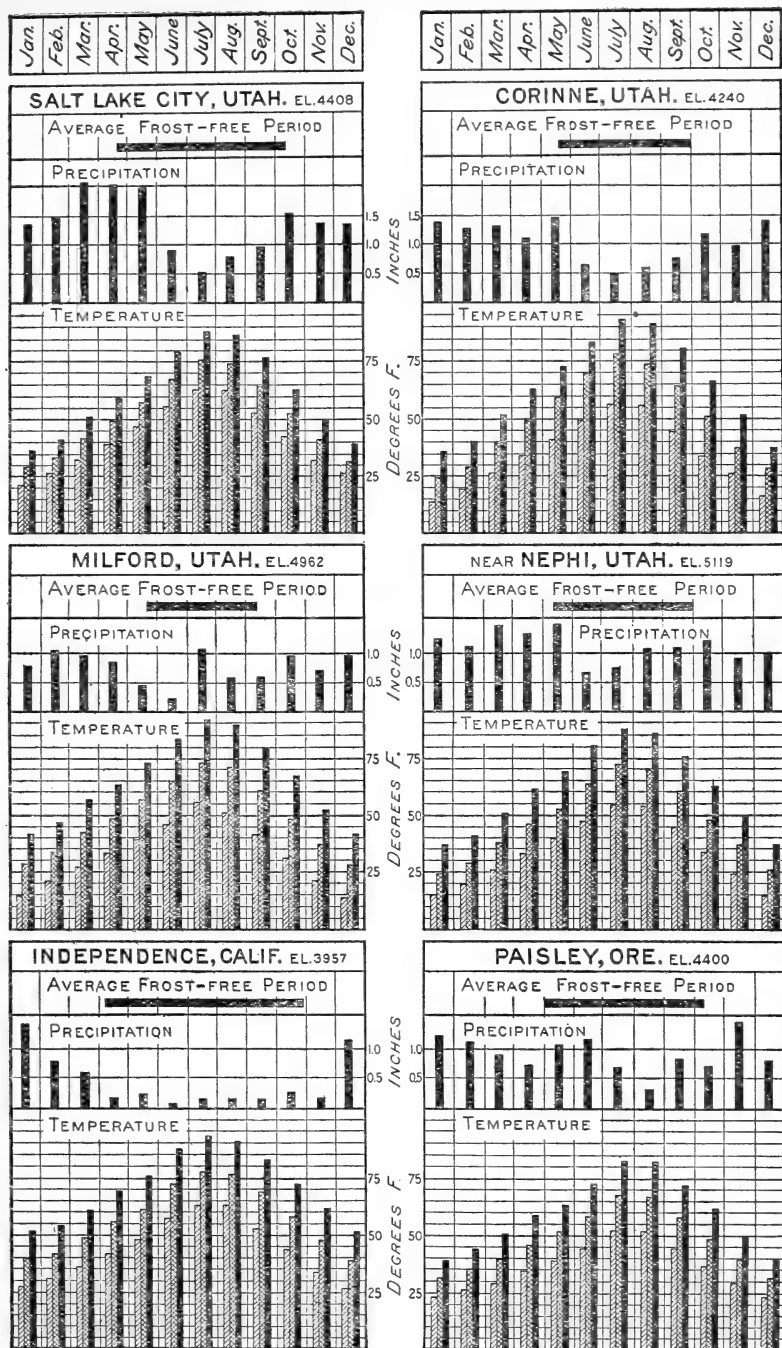 Jan. Feb. Mar. Apr. May June July Aug. Sept. Oct. Nov. Dec.
Jan. Feb. Mar. Apr. May June July Aug. Sept. Oct. Nov. Dec.
SALT LAKE CITY, UTAH. EL.4408
AVERAGE FROST-FREE PERIOD
PRECIPITATION
1.5
1.0
0.5
INCHES
TEMPERATURE
75
50
25
DEGREES F.
CORINNE, UTAH. EL.4240
AVERAGE FROST-FREE PERIOD
PRECIPITATION
1.5
1.0
0.5
TEMPERATURE
75
50
25
MILFORD, UTAH. EL.4962
AVERAGE FROST-FREE PERIOD
PRECIPITATION
1.0
0.5
INCHES
TEMPERATURE
75
50
25
DEGREES F.
NEAR NEPHI, UTAH. EL.5119
AVERAGE FROST-FREE PERIOD
PRECIPITATION
1.0
0.5
TEMPERATURE
75
50
25
INDEPENDENCE, CALIF. EL.3957
AVERAGE FROST-FREE PERIOD
PRECIPITATION
1.0
0.5
INCHES
TEMPERATURE
75
50
25
DEGREES F.
PAISLEY, ORE. EL.4400
AVERAGE FROST-FREE PERIOD
PRECIPITATION
1.0
0.5
TEMPERATURE
75
50
25